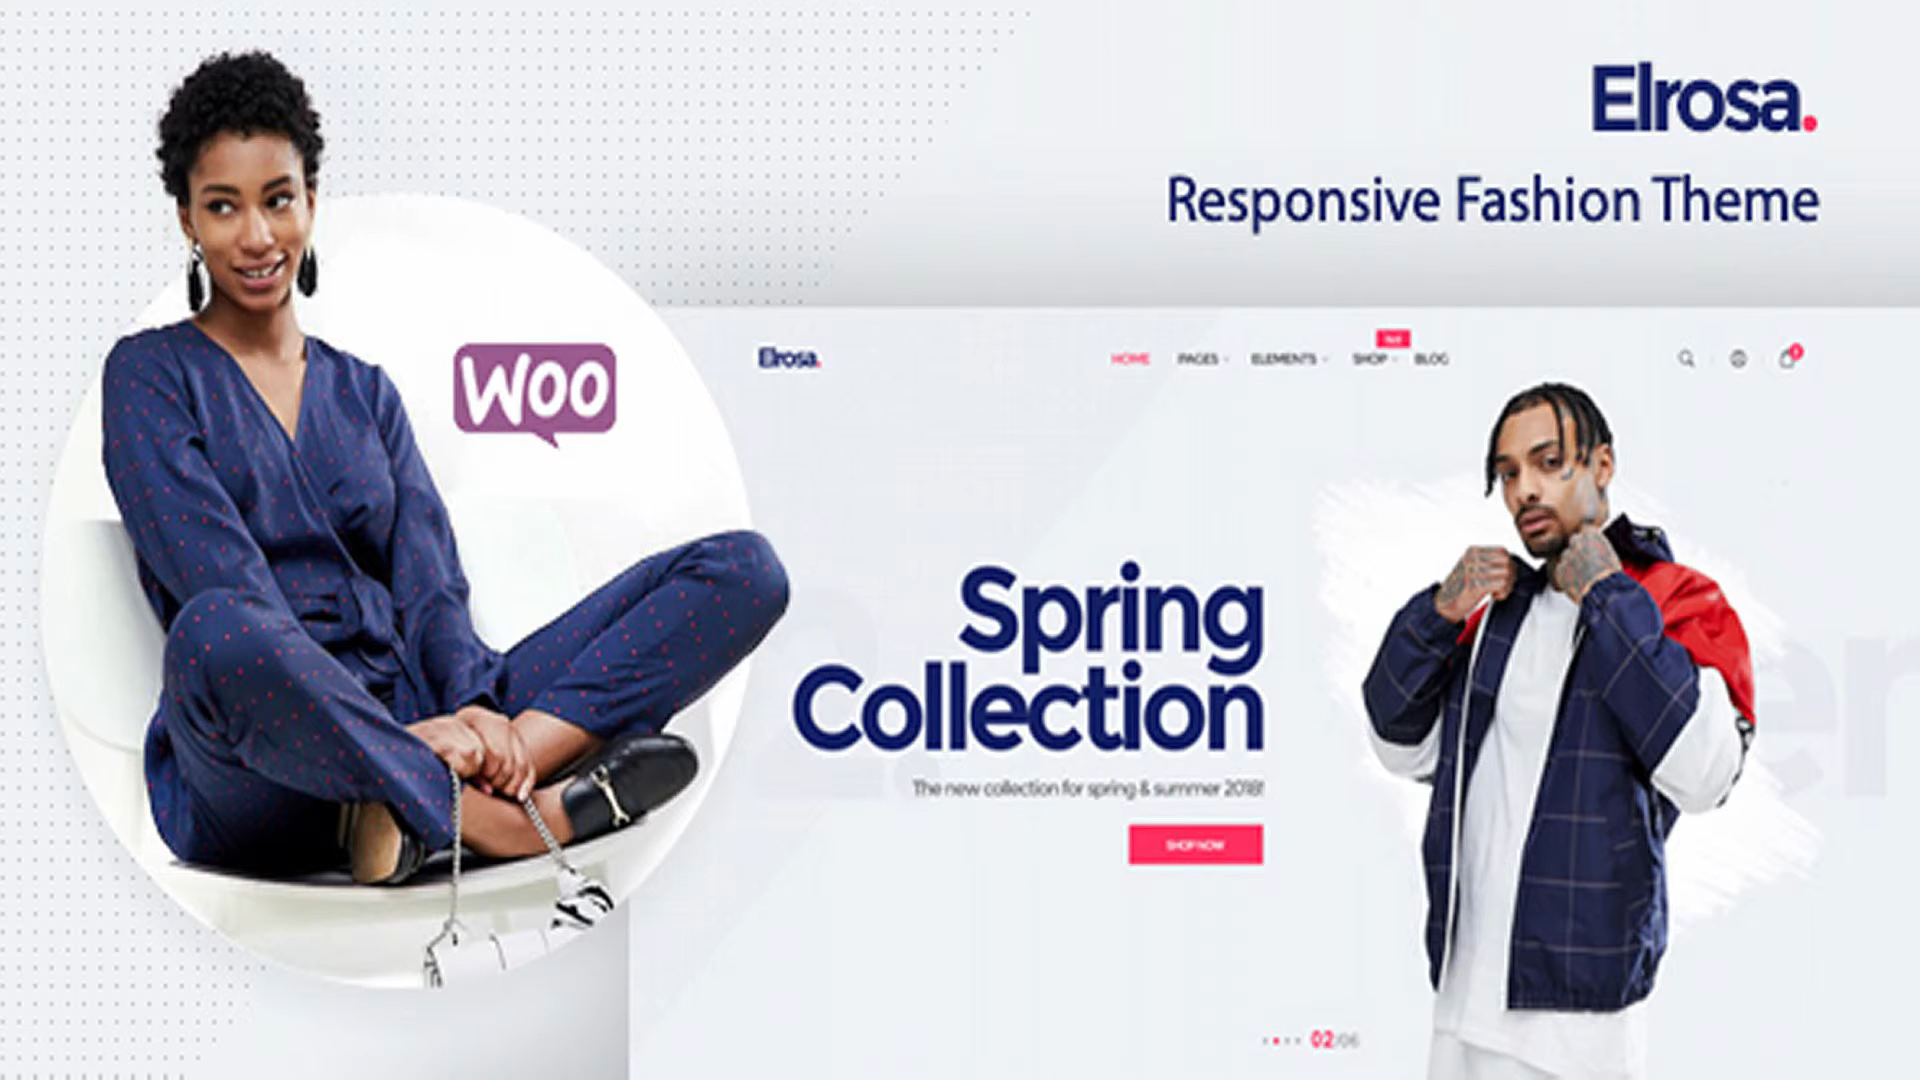 Elrosa.
Responsive Fashion Theme
WOO
Elrosa.
HOME PAGES ELEMENTS SHOP BLOG
Spring
Collection
The new collection for spring & summer 2018!
SHOP NOW
02/06